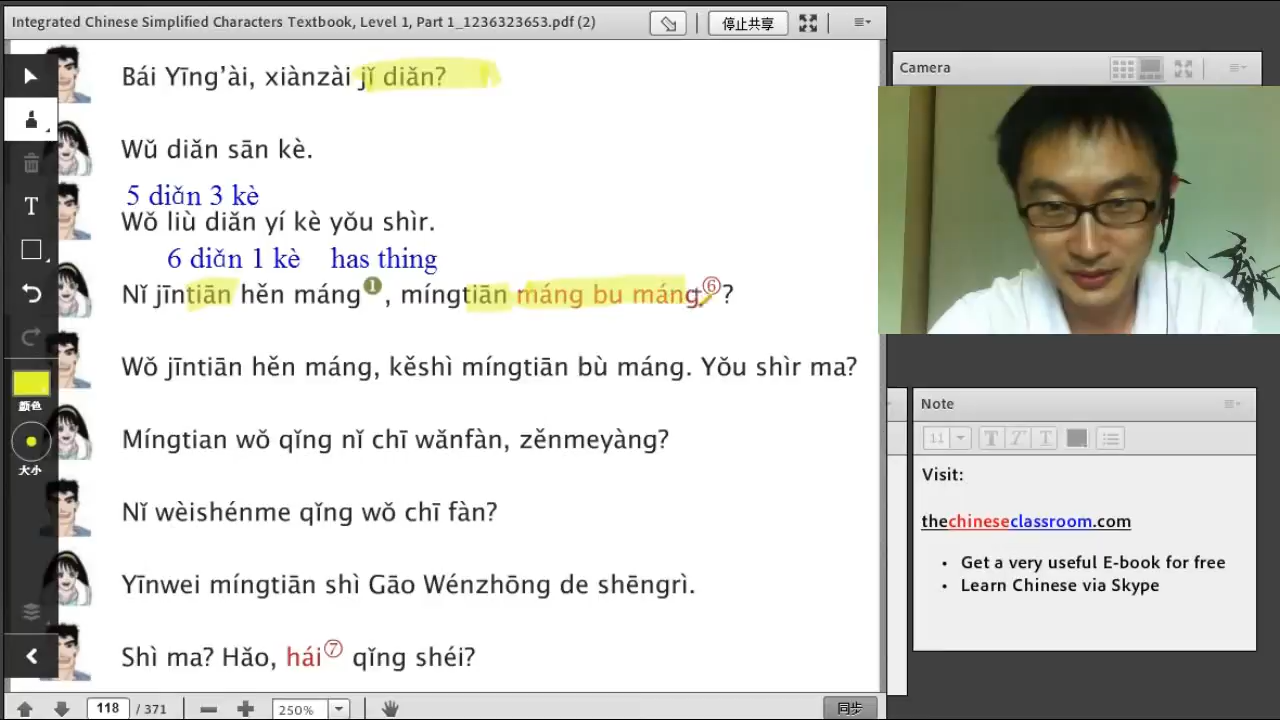 Integrated Chinese Simplified Characters Textbook, Level 1, Part 1_1236323653.pdf (2)
停止共享
Bái Yīng’ài, xiànzài jǐ diǎn?
Wǔ diǎn sān kè.
5 diǎn 3 kè
Wǒ liù diǎn yí kè yǒu shìr.
6 diǎn 1 kè has thing
Nǐ jīntiān hěn máng❶, míngtiān máng bu máng⑥?
Wǒ jīntiān hěn máng, kěshì míngtiān bù máng. Yǒu shìr ma?
Míngtian wǒ qǐng nǐ chī wǎnfàn, zěnmeyàng?
Nǐ wèishénme qǐng wǒ chī fàn?
Yīnwei míngtiān shì Gāo Wénzhōng de shēngrì.
Shì ma? Hǎo, hái⑦ qǐng shéi?
T
颜色
大小
118 / 371
250%
同步
Camera
Note
11 T T T
Visit:
thechineseclassroom.com
• Get a very useful E-book for free
• Learn Chinese via Skype